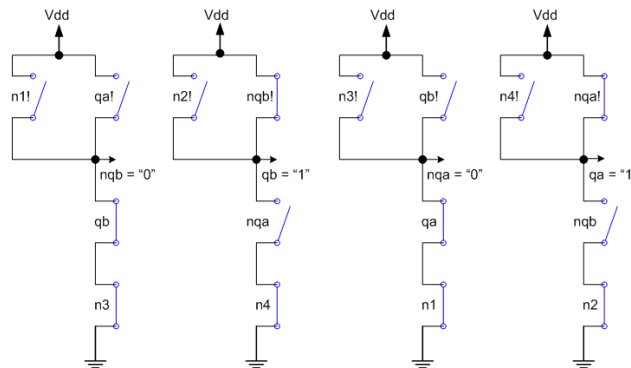 Vdd Vdd Vdd Vdd
n1! qa! n2! nqb! n3! qb! n4! nqa!
nqb = “0” qb = “1” nqa = “0” qa = “1
qb nqa qa nqb
n3 n4 n1 n2